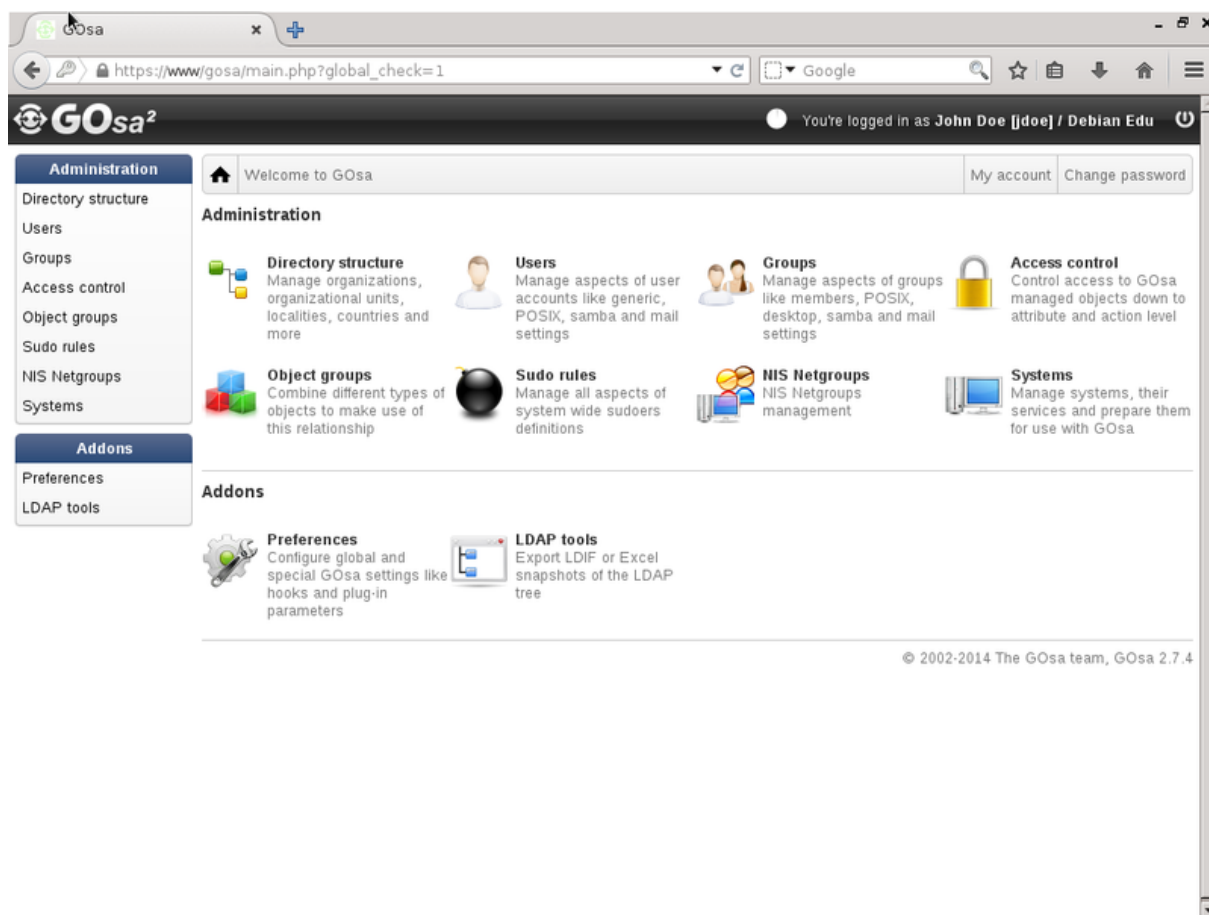 GOsa
https://www/gosa/main.php?global_check=1
Google
GOsa²
You're logged in as John Doe [jdoe] / Debian Edu
Administration
Directory structure
Users
Groups
Access control
Object groups
Sudo rules
NIS Netgroups
Systems
Addons
Preferences
LDAP tools
Welcome to GOsa
My account
Change password
Administration
Directory structure
Manage organizations,
organizational units,
localities, countries and
more
Users
Manage aspects of user
accounts like generic,
POSIX, samba and mail
settings
Groups
Manage aspects of groups
like members, POSIX,
desktop, samba and mail
settings
Access control
Control access to GOsa
managed objects down to
attribute and action level
Object groups
Combine different types of
objects to make use of
this relationship
Sudo rules
Manage all aspects of
system wide sudoers
definitions
NIS Netgroups
NIS Netgroups
management
Systems
Manage systems, their
services and prepare them
for use with GOsa
Addons
Preferences
Configure global and
special GOsa settings like
hooks and plug-in
parameters
LDAP tools
Export LDIF or Excel
snapshots of the LDAP
tree
© 2002-2014 The GOsa team, GOsa 2.7.4